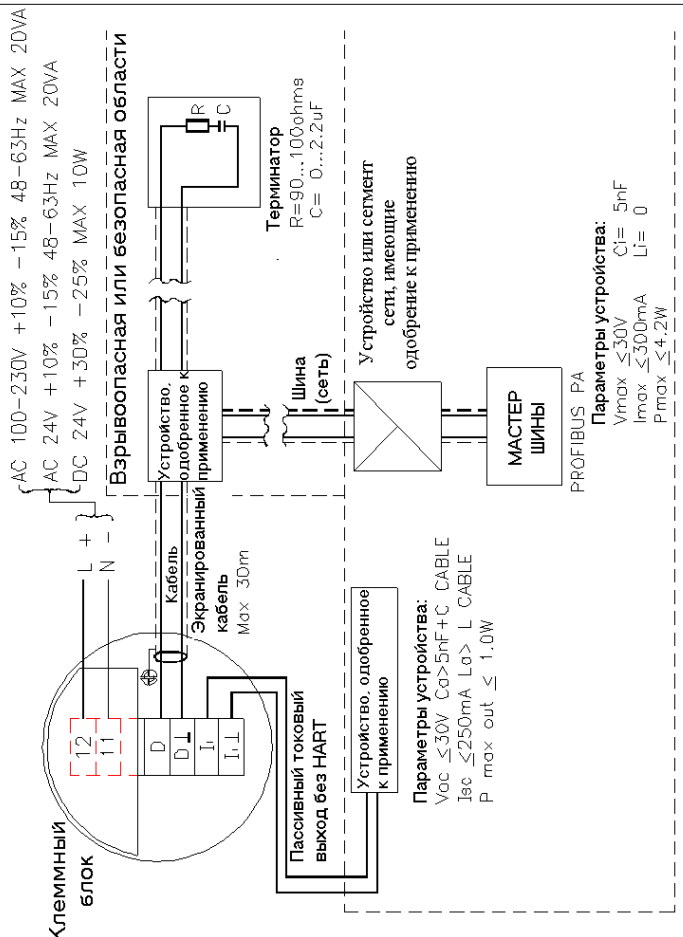 AC 100-230V +10% -15% 48-63Hz MAX 20VA
AC 24V +10% -15% 48-63Hz MAX 20VA
DC 24V +30% -25% MAX 10W
L +
N -
Клеммный
блок
12
11
D
D⊥
I₁
I₁⊥
Взрывоопасная или безопасная области
Кабель
Экранированный
кабель
Max 30m
Устройство,
одобренное к
применению
R
C
Терминатор
R=90...100ohms
C= 0...2.2uF
Шина
(сеть)
Устройство или сегмент
сети, имеющие
одобрение к применению
Пассивный токовый
выход без HART
Устройство, одобренное
к применению
Параметры устройства:
Voc ≤30V Ca>5nF+C CABLE
Isc ≤250mA La> L CABLE
P max out ≤ 1.0W
МАСТЕР
ШИНЫ
PROFIBUS PA
Параметры устройства:
Vmax ≤30V Ci= 5nF
Imax ≤300mA Li= 0
Pmax ≤4.2W